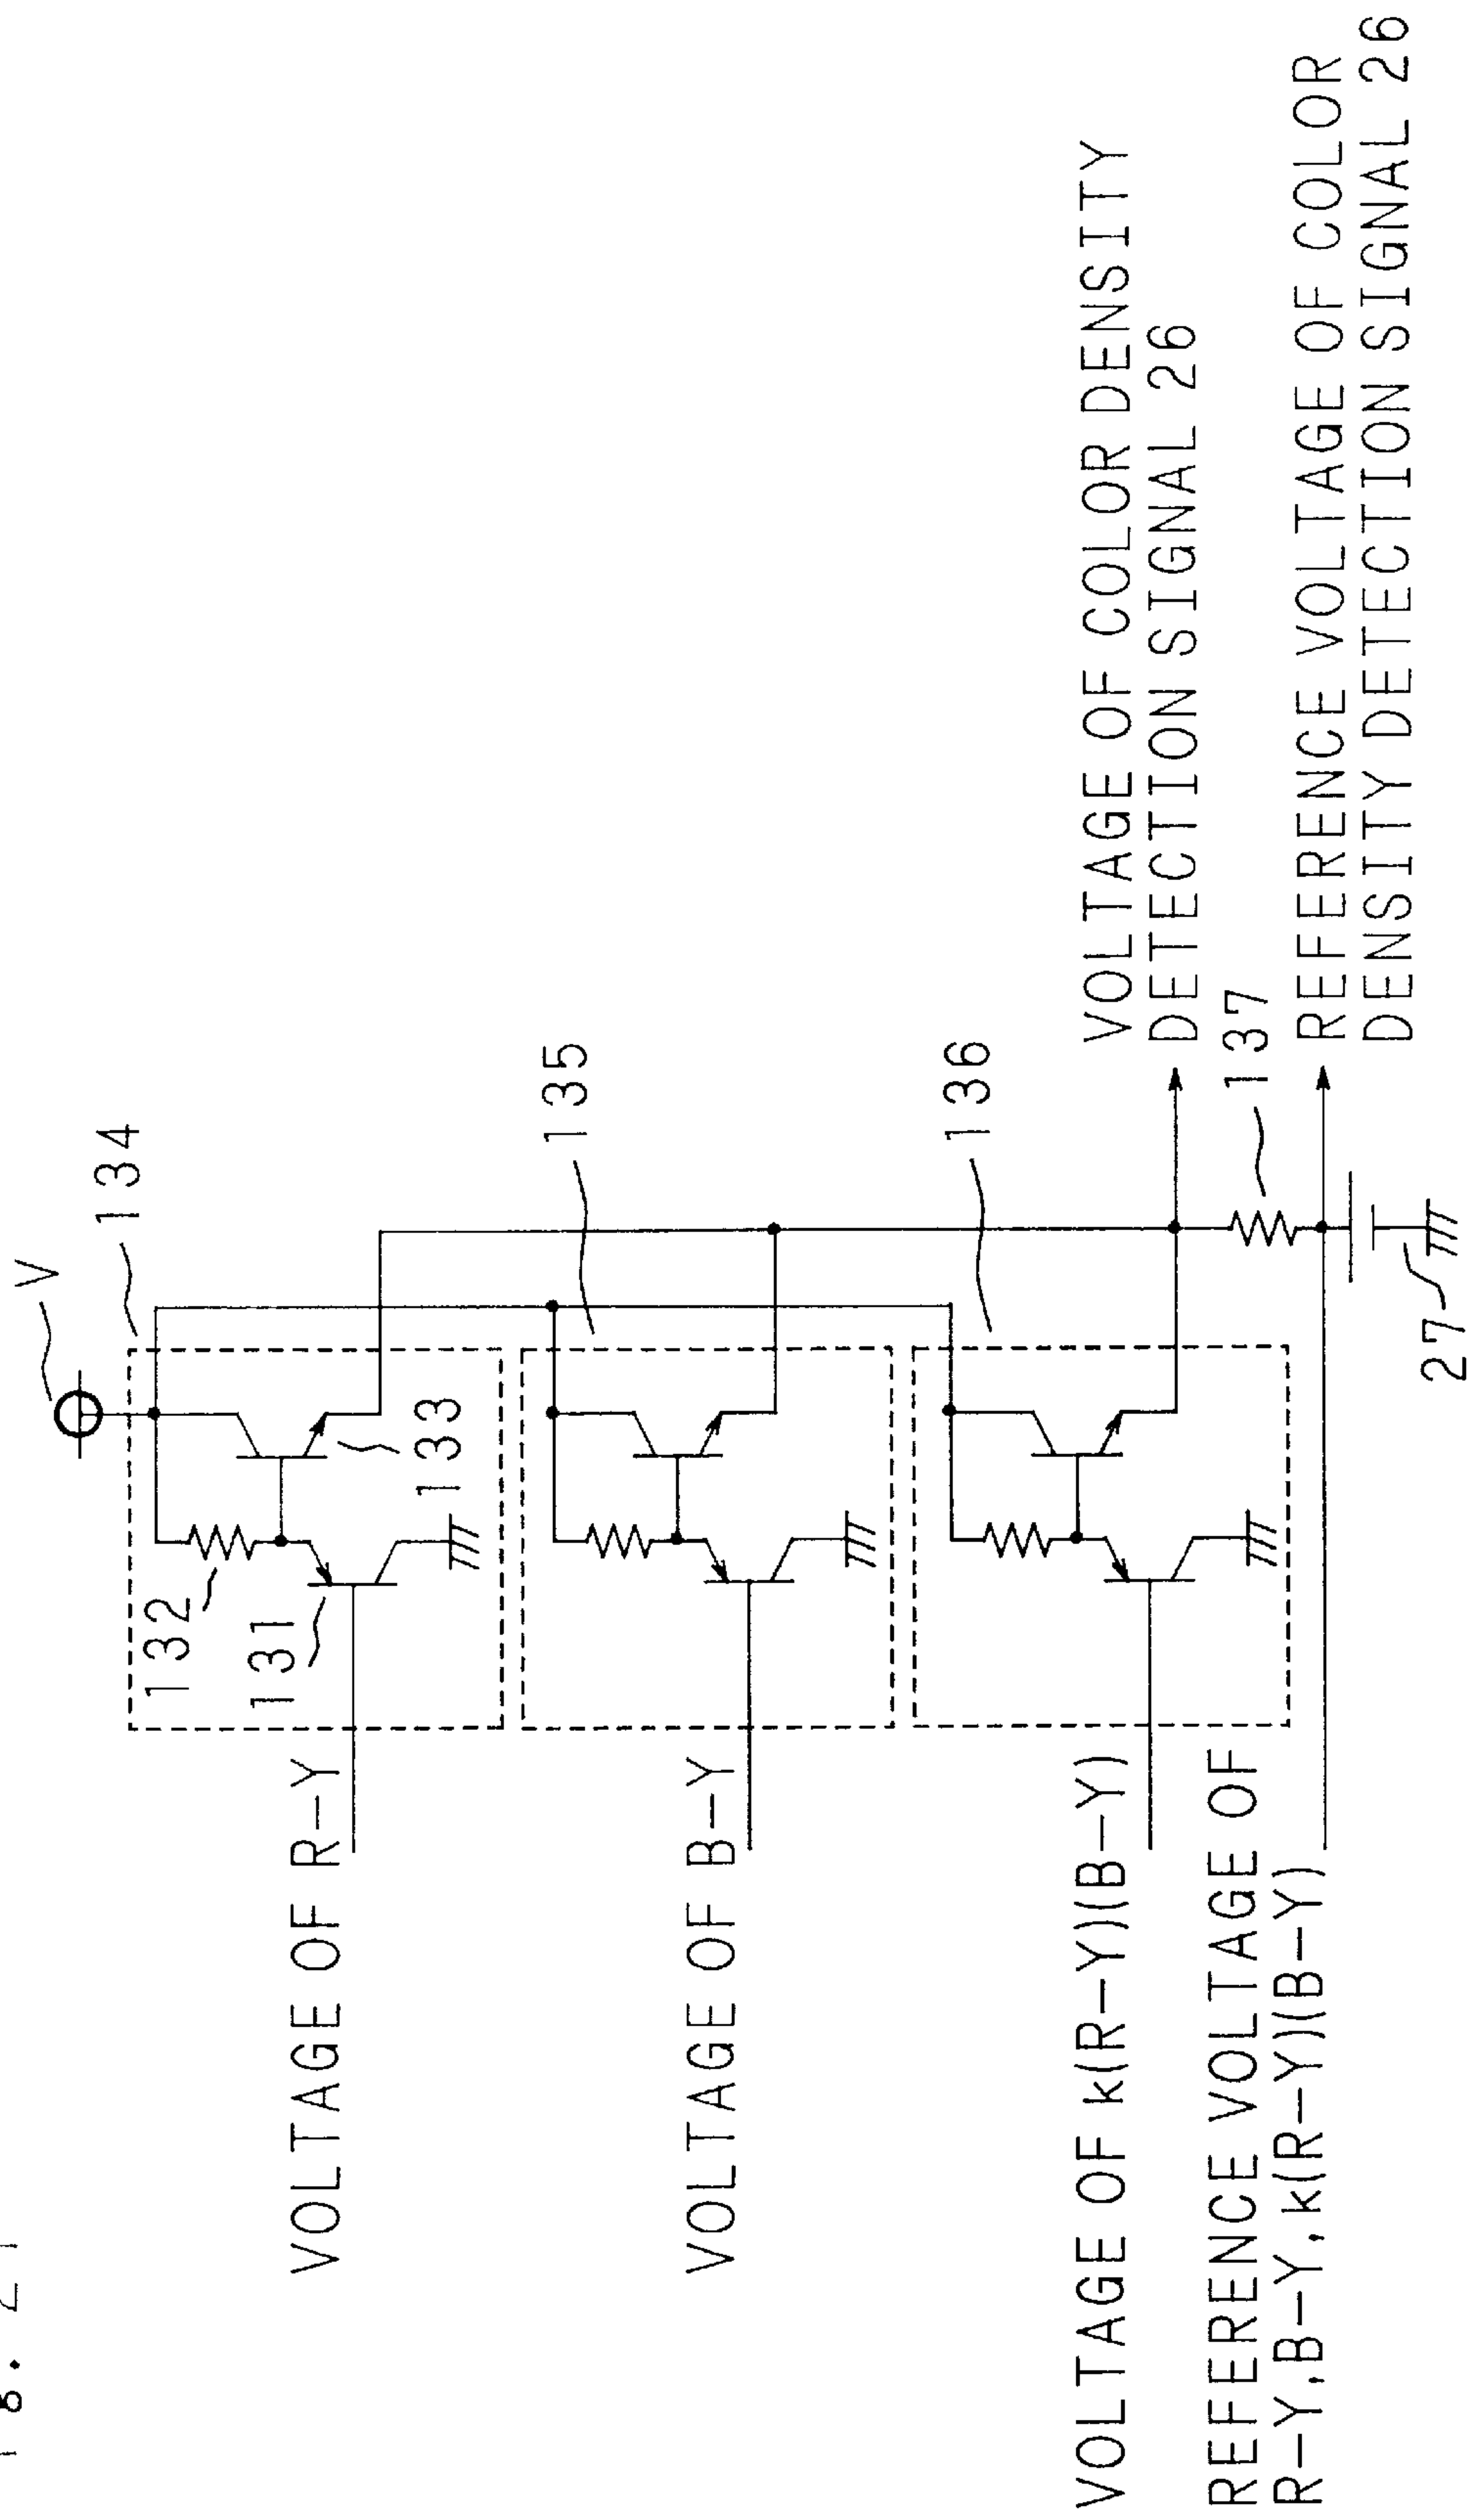 V
134
132
131
133
VOLTAGE OF R-Y
135
VOLTAGE OF B-Y
136
VOLTAGE OF k(R-Y)(B-Y)
VOLTAGE OF COLOR DENSITY
DETECTION SIGNAL 26
137
REFERENCE VOLTAGE OF
R-Y,B-Y,k(R-Y)(B-Y)
REFERENCE VOLTAGE OF COLOR
DENSITY DETECTION SIGNAL 26
27